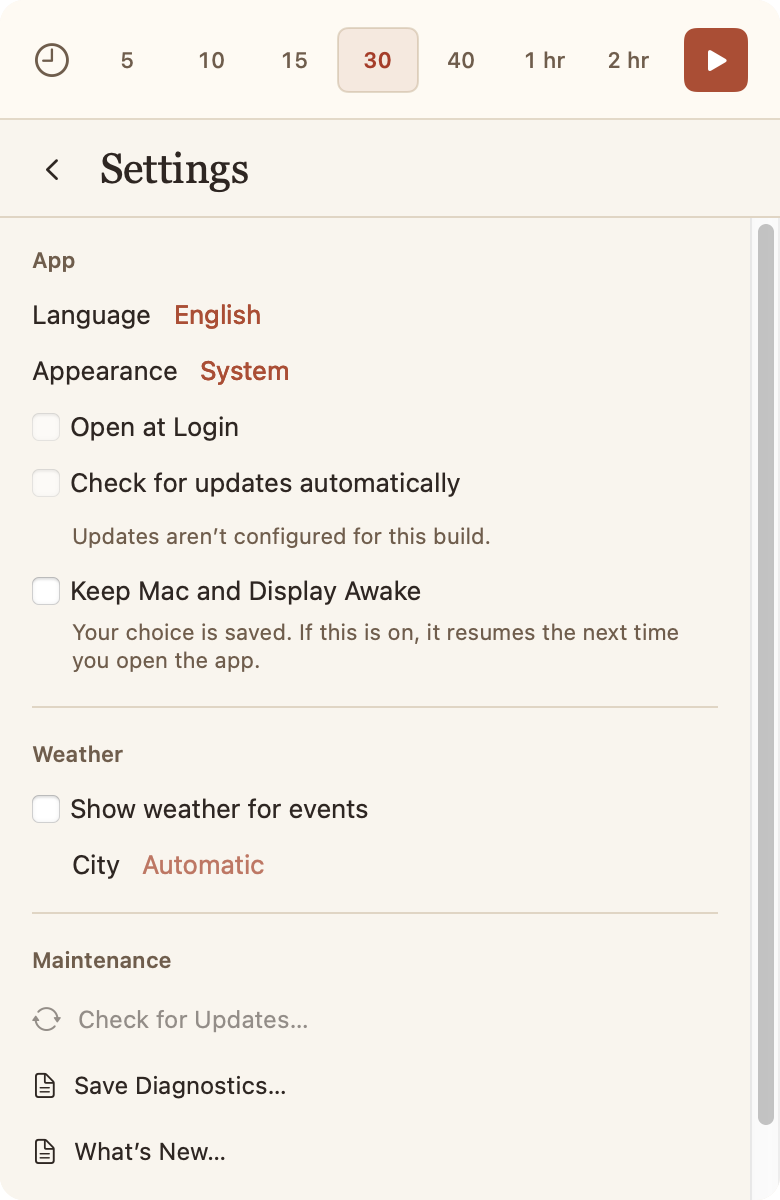 5 10 15 30 40 1 hr 2 hr
Settings
App
Language English
Appearance System
Open at Login
Check for updates automatically
Updates aren’t configured for this build.
Keep Mac and Display Awake
Your choice is saved. If this is on, it resumes the next time
you open the app.
Weather
Show weather for events
City Automatic
Maintenance
Check for Updates...
Save Diagnostics...
What’s New...